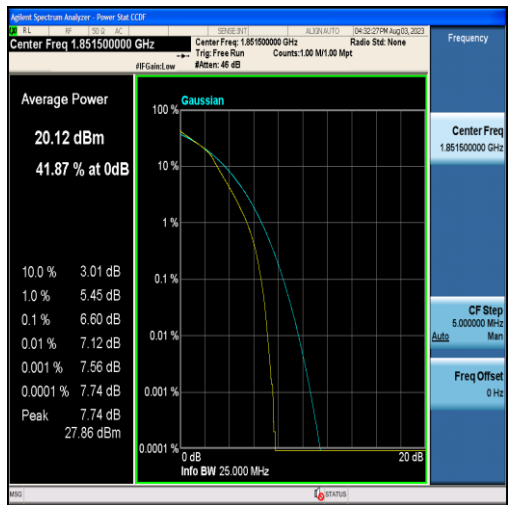 Agilent Spectrum Analyzer - Power Stat CCDF
RL RF 50 Ω AC SENSE:INT ALIGN AUTO 04:32:27 PM Aug 03, 2023
Center Freq 1.851500000 GHz
Center Freq: 1.851500000 GHz Radio Std: None
Trig: Free Run Counts:1.00 M/1.00 Mpt
#IFGain:Low #Atten: 46 dB
Frequency
Average Power
20.12 dBm
41.87 % at 0dB
10.0 % 3.01 dB
1.0 % 5.45 dB
0.1 % 6.60 dB
0.01 % 7.12 dB
0.001 % 7.56 dB
0.0001 % 7.74 dB
Peak 7.74 dB
27.86 dBm
Gaussian
100 %
10 %
1 %
0.1 %
0.01 %
0.001 %
0.0001 %
0 dB 20 dB
Info BW 25.000 MHz
Center Freq
1.851500000 GHz
CF Step
5.000000 MHz
Auto Man
Freq Offset
0 Hz
MSG STATUS